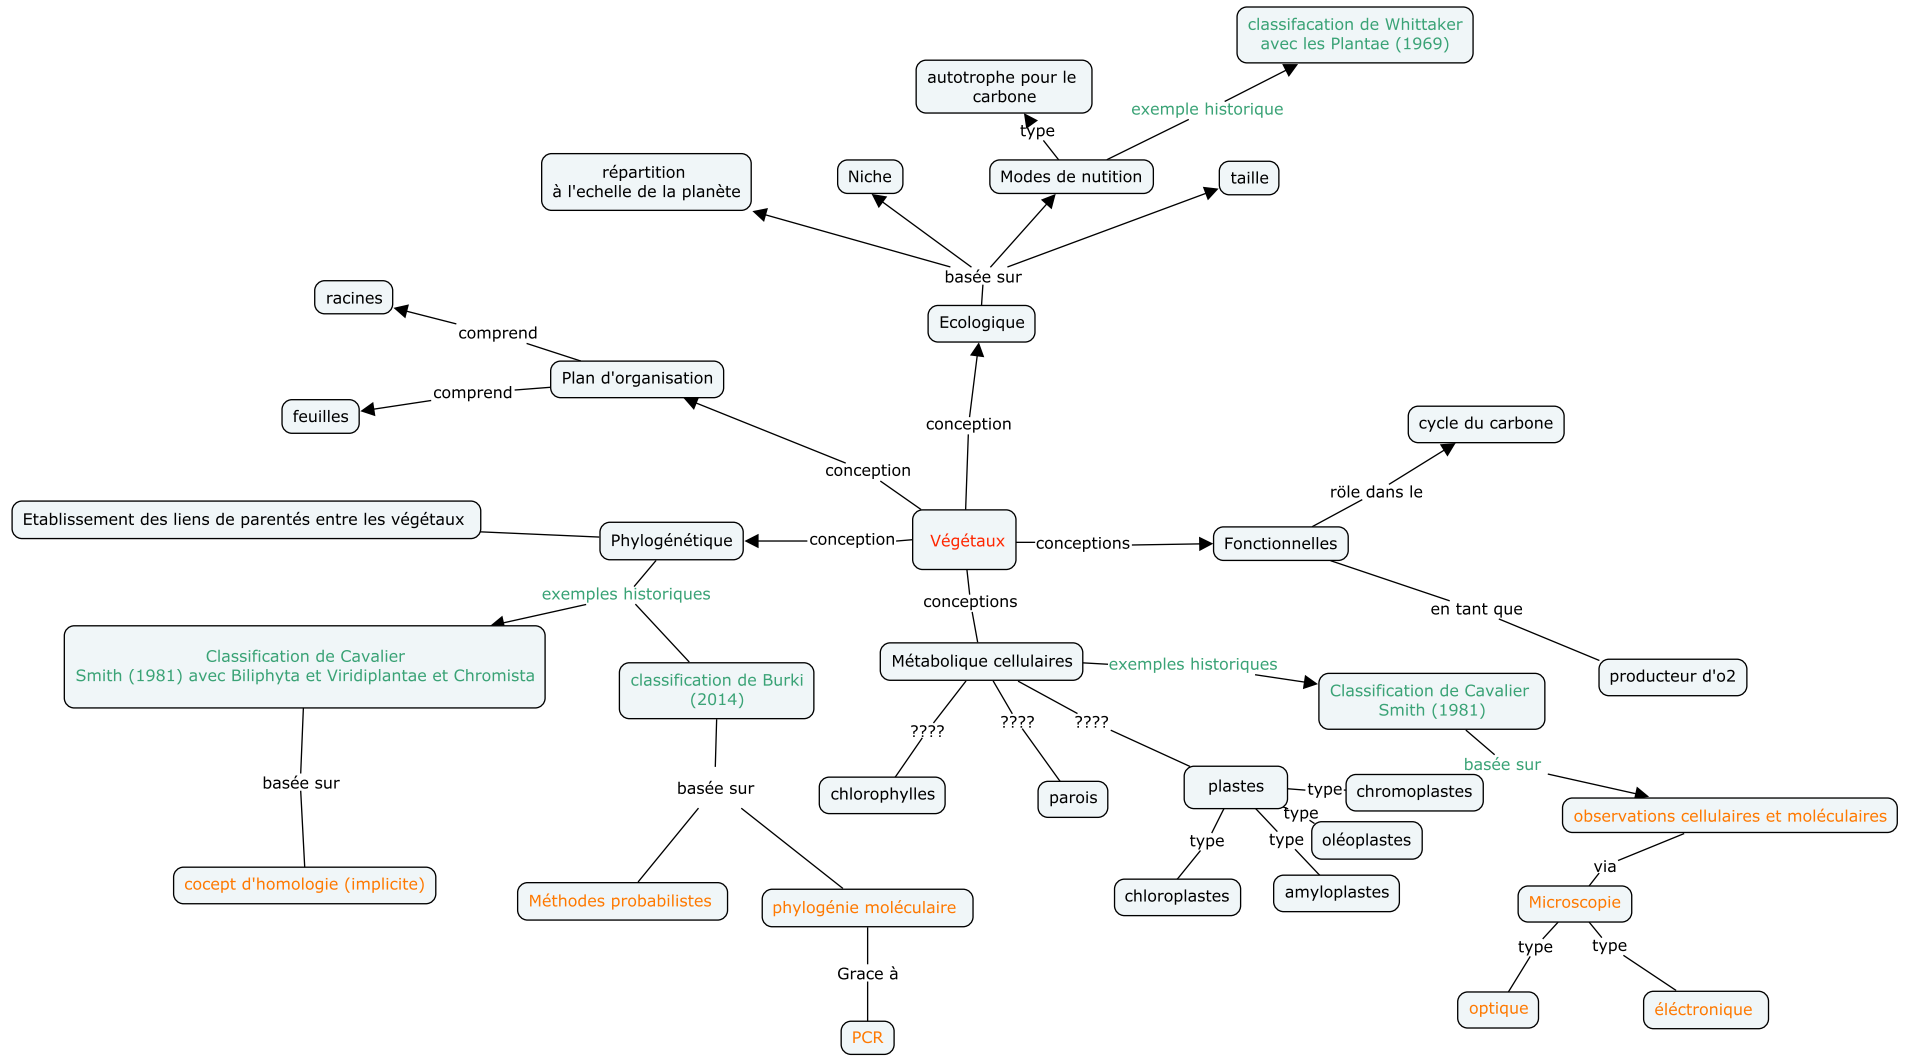 classifacation de Whittaker
avec les Plantae (1969)
autotrophe pour le
carbone
exemple historique
type
répartition
à l'echelle de la planète
Niche
Modes de nutition
taille
basée sur
racines
Ecologique
comprend
Plan d'organisation
comprend
feuilles
conception
cycle du carbone
conception
röle dans le
Etablissement des liens de parentés entre les végétaux
Phylogénétique
conception
Végétaux
conceptions
Fonctionnelles
exemples historiques
conceptions
en tant que
Classification de Cavalier
Smith (1981) avec Biliphyta et Viridiplantae et Chromista
Métabolique cellulaires
exemples historiques
producteur d'o2
classification de Burki
(2014)
Classification de Cavalier
Smith (1981)
????
????
????
basée sur
basée sur
basée sur
chlorophylles
parois
plastes
type
chromoplastes
type
observations cellulaires et moléculaires
type
type
oléoplastes
via
cocept d'homologie (implicite)
Méthodes probabilistes
phylogénie moléculaire
chloroplastes
amyloplastes
Microscopie
type
type
Grace à
optique
éléctronique
PCR